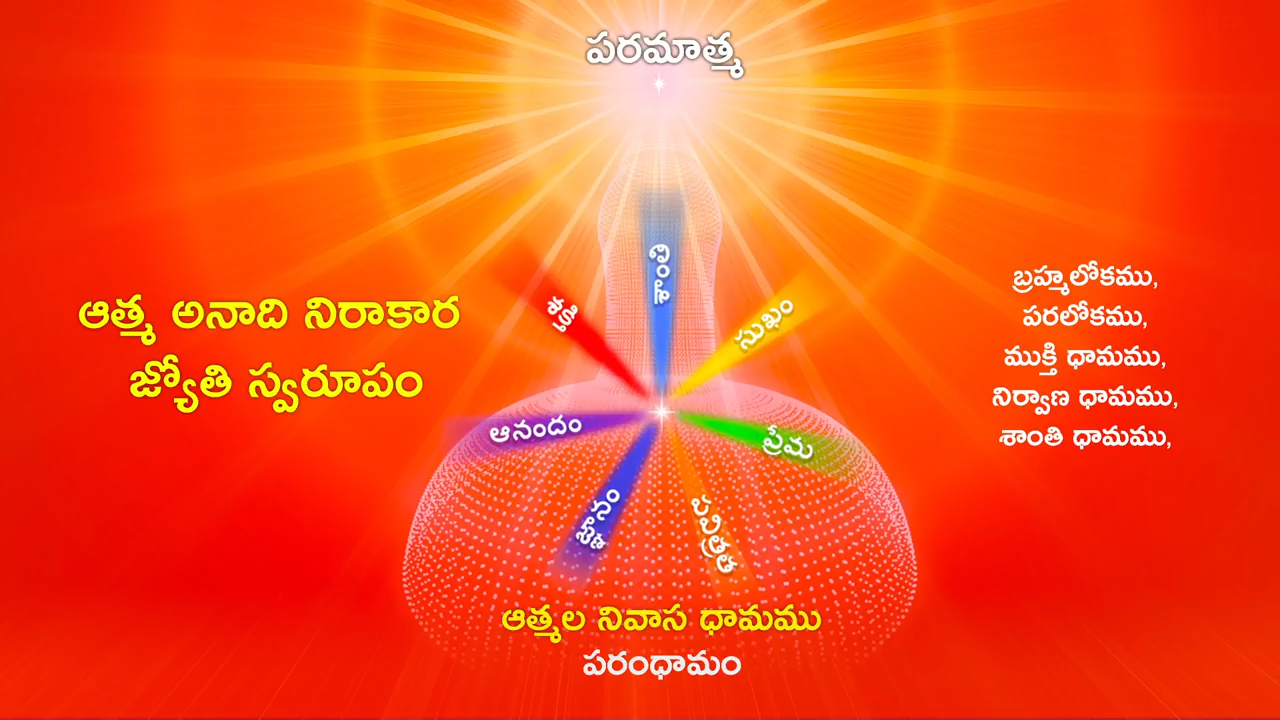 పరమాత్మ
శాంతి
శక్తి
సుఖం
ఆత్మ అనాది నిరాకార
జ్యోతి స్వరూపం
బ్రహ్మలోకము,
పరలోకము,
ముక్తి ధామము,
నిర్వాణ ధామము,
శాంతి ధామము,
ఆనందం
ప్రేమ
జ్ఞానం
పవిత్రత
ఆత్మల నివాస ధామము
పరంధామం